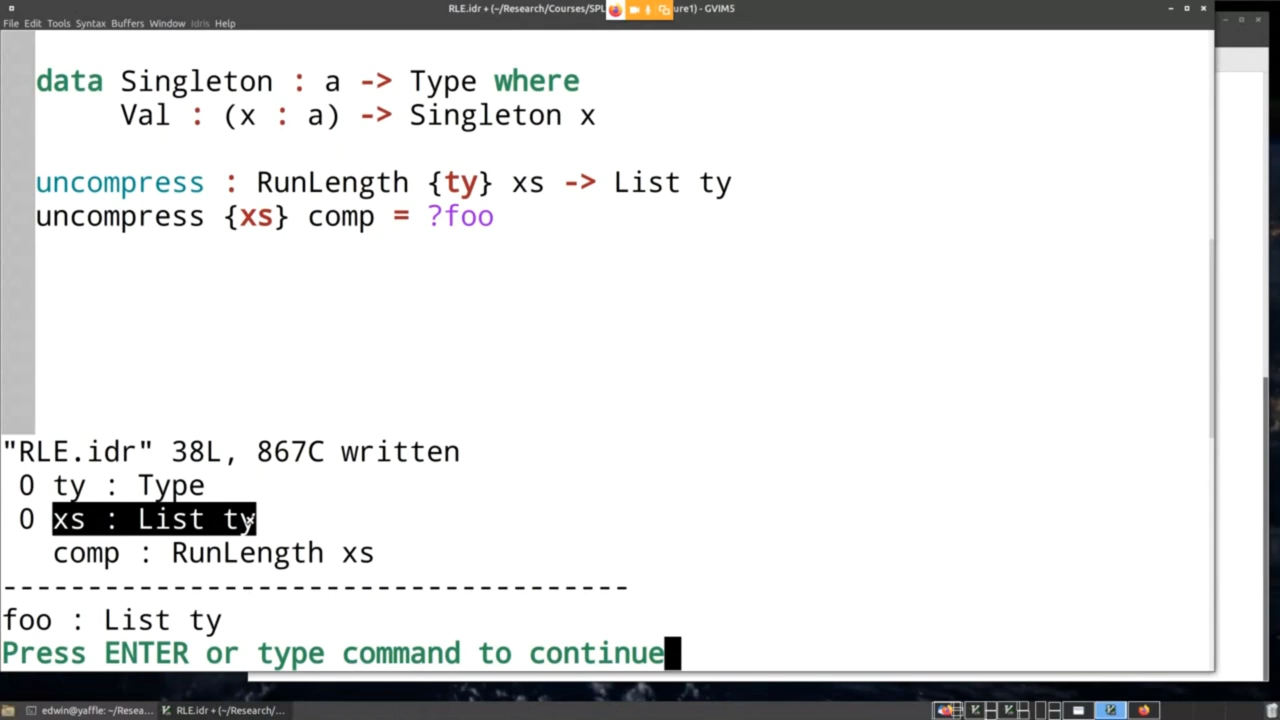 RLE.idr + (~/Research/Courses/SPL ure1) - GVIM5
File Edit Tools Syntax Buffers Window Idris Help
data Singleton : a -> Type where
Val : (x : a) -> Singleton x
uncompress : RunLength {ty} xs -> List ty
uncompress {xs} comp = ?foo
"RLE.idr" 38L, 867C written
0 ty : Type
0 xs : List ty
comp : RunLength xs
-------------------------------------
foo : List ty
Press ENTER or type command to continue
edwin@yaffle: ~/Resea... RLE.idr + (~/Research/...